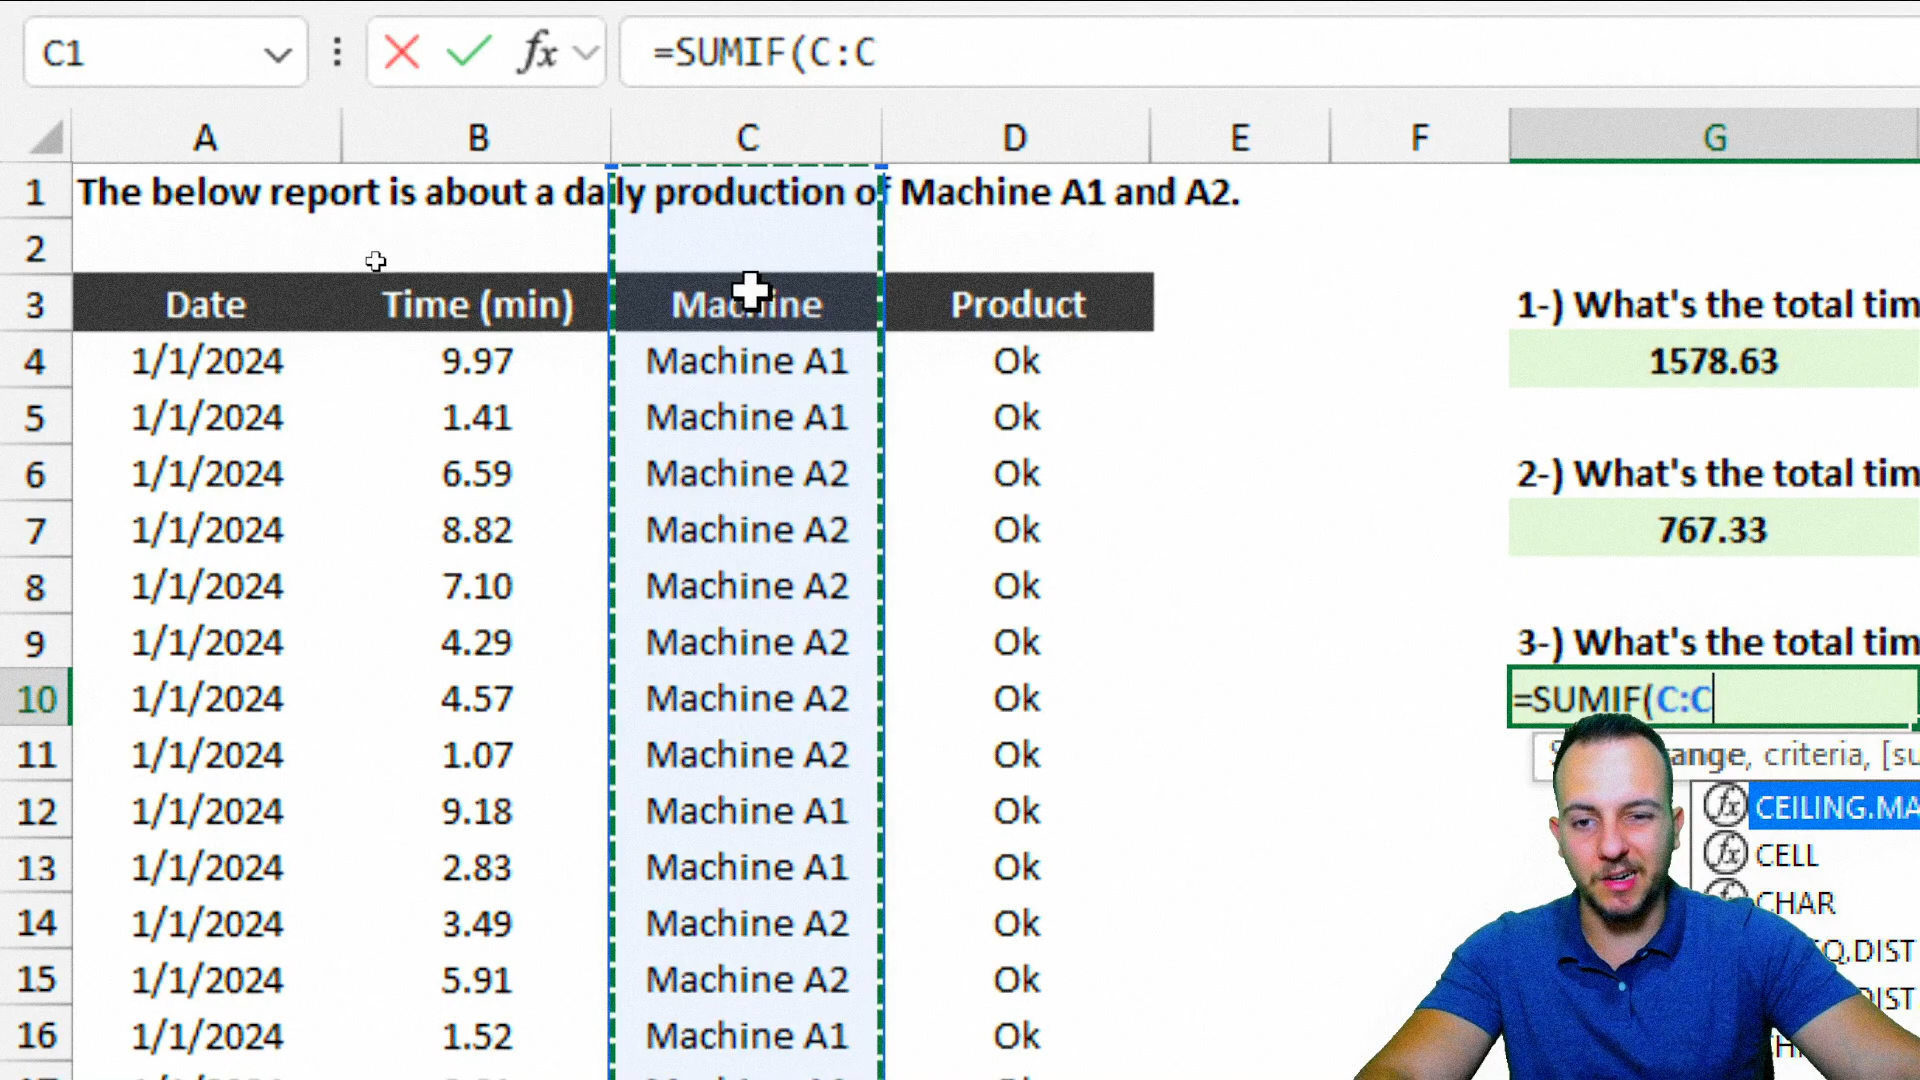 C1 fx =SUMIF(C:C
A B C D E F G
1 The below report is about a daily production of Machine A1 and A2.
2
3 Date Time (min) Machine Product 1-) What's the total tim
4 1/1/2024 9.97 Machine A1 Ok 1578.63
5 1/1/2024 1.41 Machine A1 Ok
6 1/1/2024 6.59 Machine A2 Ok 2-) What's the total tim
7 1/1/2024 8.82 Machine A2 Ok 767.33
8 1/1/2024 7.10 Machine A2 Ok
9 1/1/2024 4.29 Machine A2 Ok 3-) What's the total tim
10 1/1/2024 4.57 Machine A2 Ok =SUMIF(C:C
11 1/1/2024 1.07 Machine A2 Ok ange, criteria, [su
12 1/1/2024 9.18 Machine A1 Ok fx CEILING.MA
13 1/1/2024 2.83 Machine A1 Ok fx CELL
CHAR
14 1/1/2024 3.49 Machine A2 Ok
Q.DIST
15 1/1/2024 5.91 Machine A2 Ok
DIST
16 1/1/2024 1.52 Machine A1 Ok